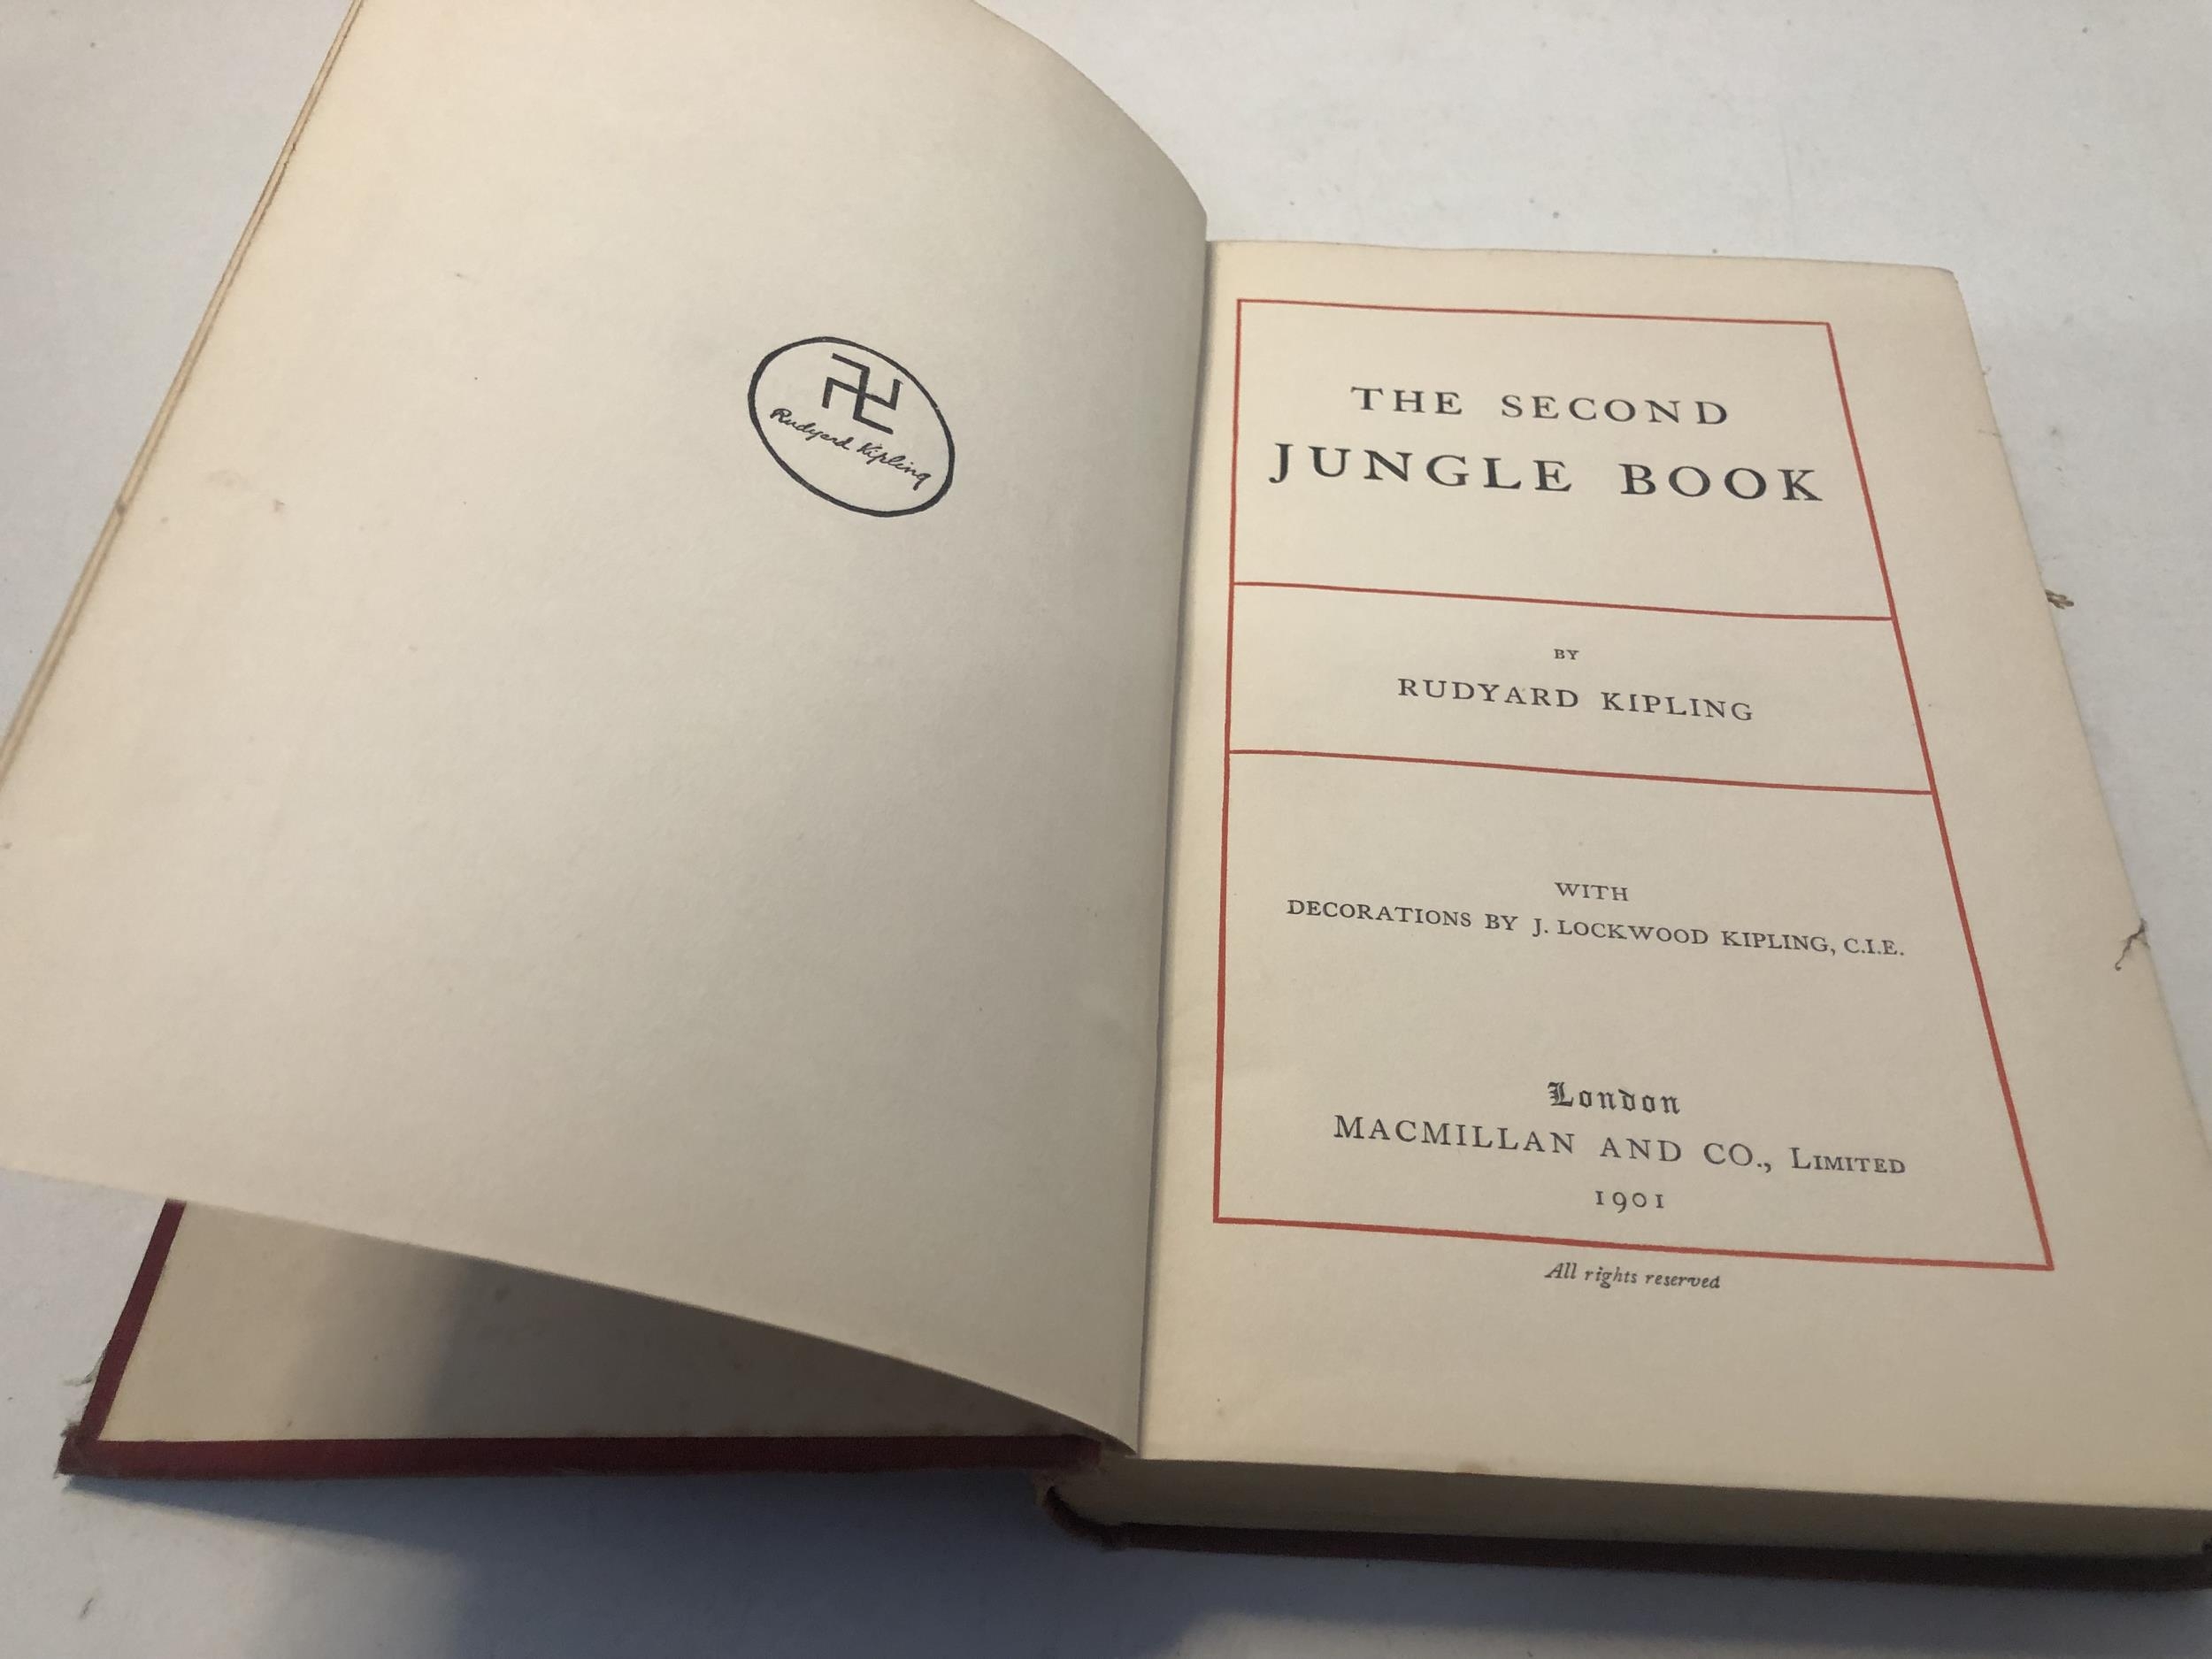 Rudyard Kipling
THE SECOND
JUNGLE BOOK
BY
RUDYARD KIPLING
WITH
DECORATIONS BY J. LOCKWOOD KIPLING, C.I.E.
London
MACMILLAN AND CO., LIMITED
1901
All rights reserved